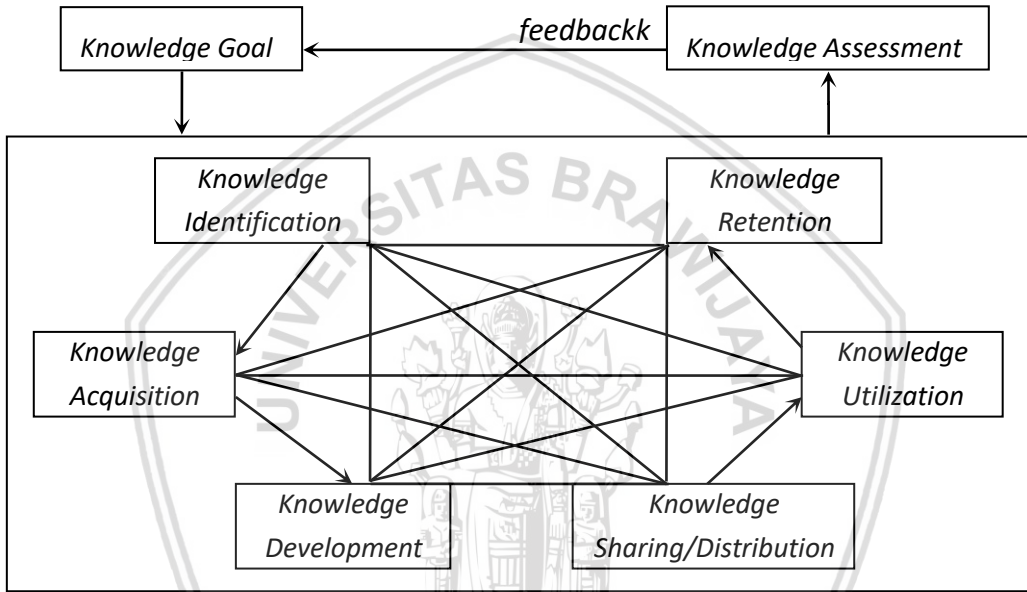 feedbackk
Knowledge Goal
Knowledge Assessment
UNIVERSITAS BRAWIJAYA
Knowledge
Identification
Knowledge
Retention
Knowledge
Acquisition
Knowledge
Utilization
Knowledge
Development
Knowledge
Sharing/Distribution